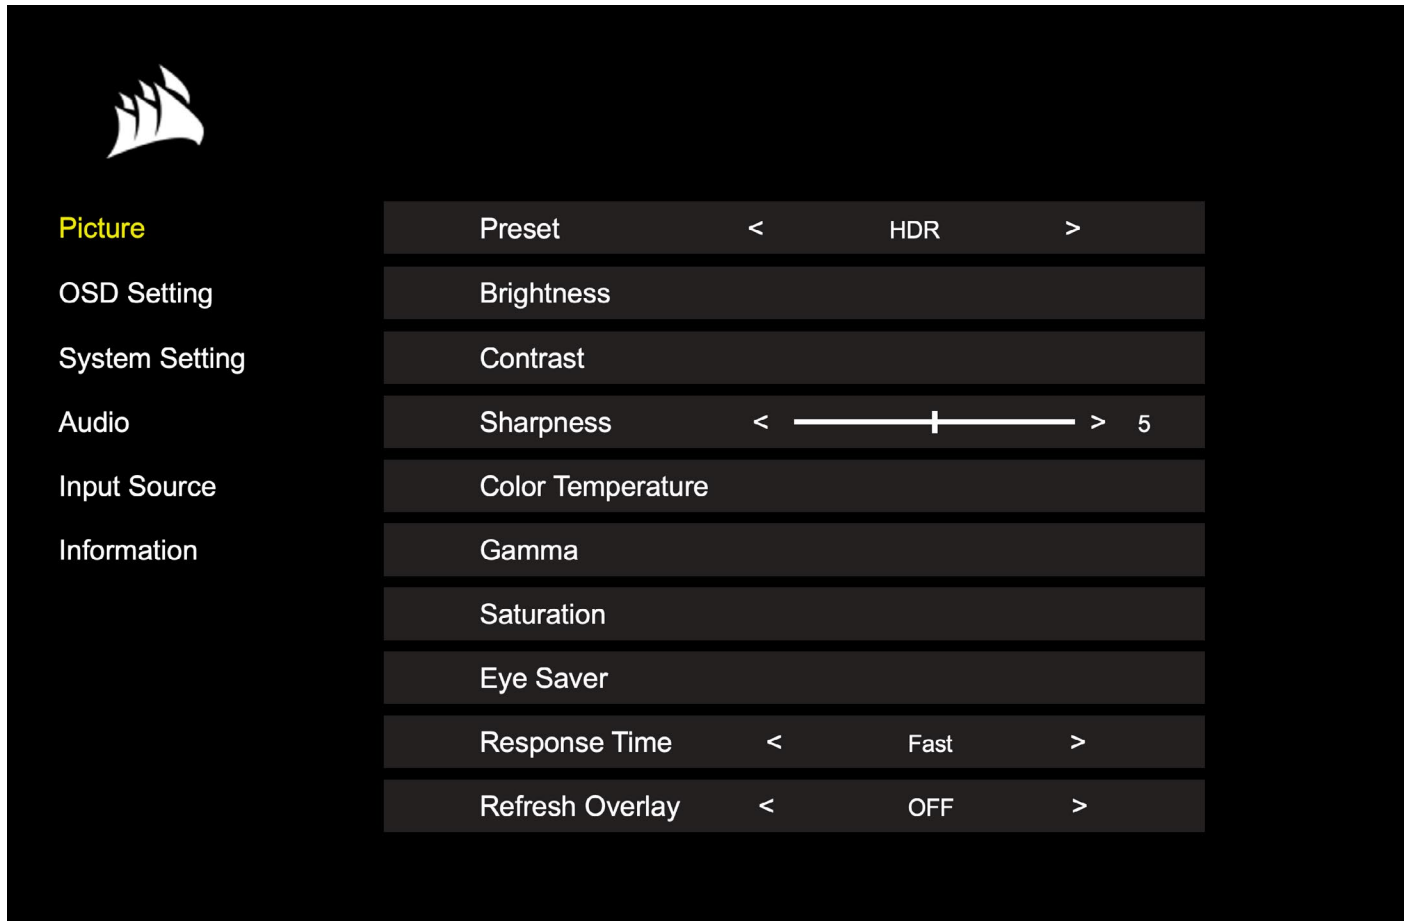 Picture
OSD Setting
System Setting
Audio
Input Source
Information
Preset < HDR >
Brightness
Contrast
Sharpness < > 5
Color Temperature
Gamma
Saturation
Eye Saver
Response Time < Fast >
Refresh Overlay < OFF >